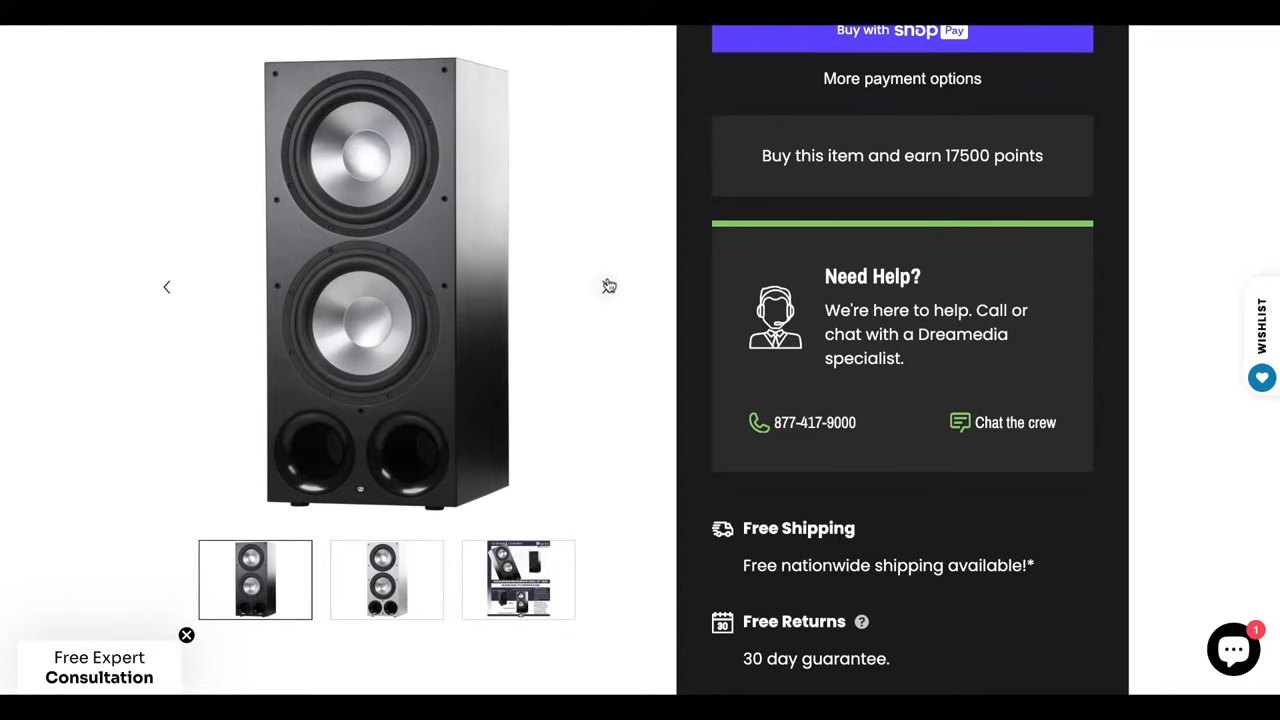 Buy with shop Pay
More payment options
Buy this item and earn 17500 points
Need Help?
We're here to help. Call or
chat with a Dreamedia
specialist.
877-417-9000
Chat the crew
30
Free Shipping
Free nationwide shipping available!*
Free Returns ?
30 day guarantee.
WISHLIST
Free Expert
Consultation
1